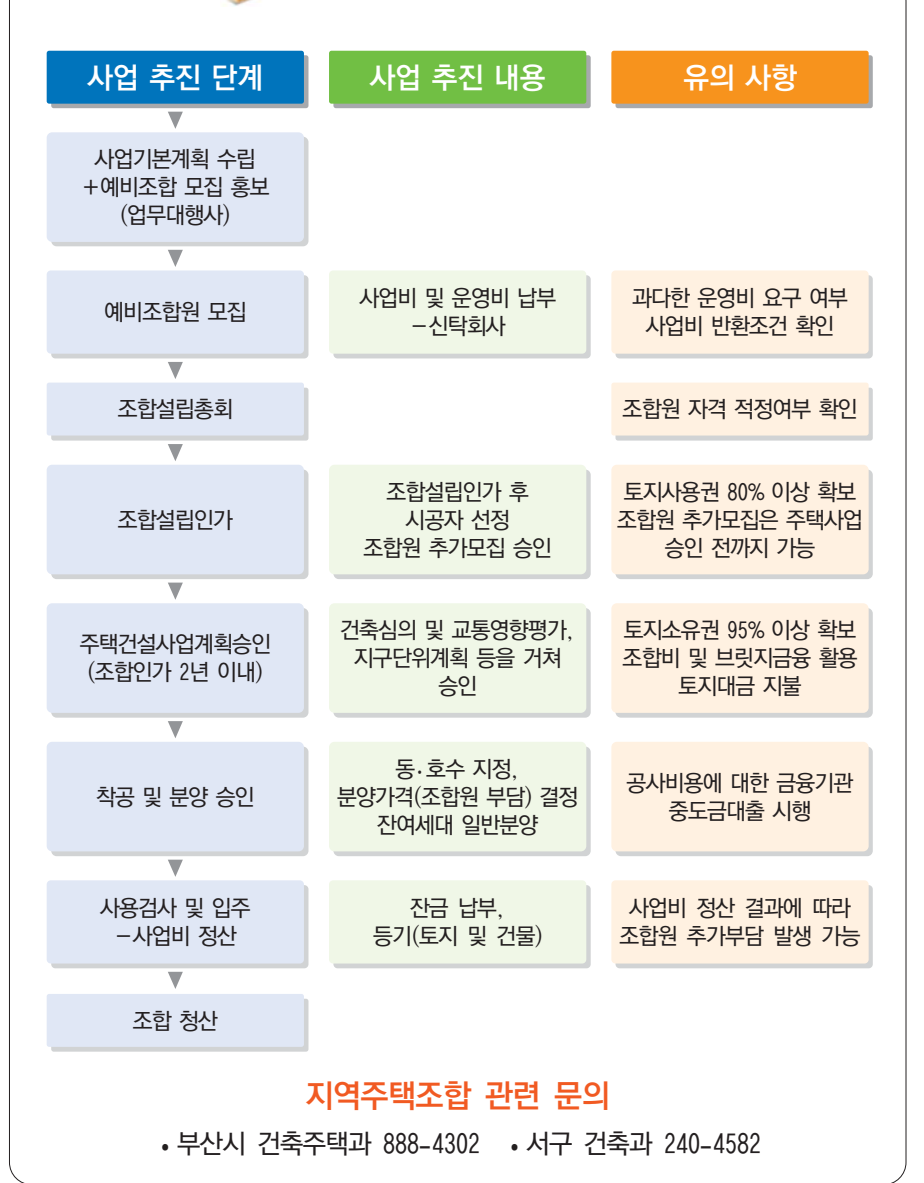 사업 추진 단계
사업 추진 내용
유의 사항
사업기본계획 수립
+예비조합 모집 홍보
(업무대행사)
예비조합원 모집
사업비 및 운영비 납부
-신탁회사
과다한 운영비 요구 여부
사업비 반환조건 확인
조합설립총회
조합원 자격 적정여부 확인
조합설립인가
조합설립인가 후
시공자 선정
조합원 추가모집 승인
토지사용권 80% 이상 확보
조합원 추가모집은 주택사업
승인 전까지 가능
주택건설사업계획승인
(조합인가 2년 이내)
건축심의 및 교통영향평가,
지구단위계획 등을 거쳐
승인
토지소유권 95% 이상 확보
조합비 및 브릿지금융 활용
토지대금 지불
착공 및 분양 승인
동·호수 지정,
분양가격(조합원 부담) 결정
잔여세대 일반분양
공사비용에 대한 금융기관
중도금대출 시행
사용검사 및 입주
-사업비 정산
잔금 납부,
등기(토지 및 건물)
사업비 정산 결과에 따라
조합원 추가부담 발생 가능
조합 청산
지역주택조합 관련 문의
• 부산시 건축주택과 888-4302 • 서구 건축과 240-4582